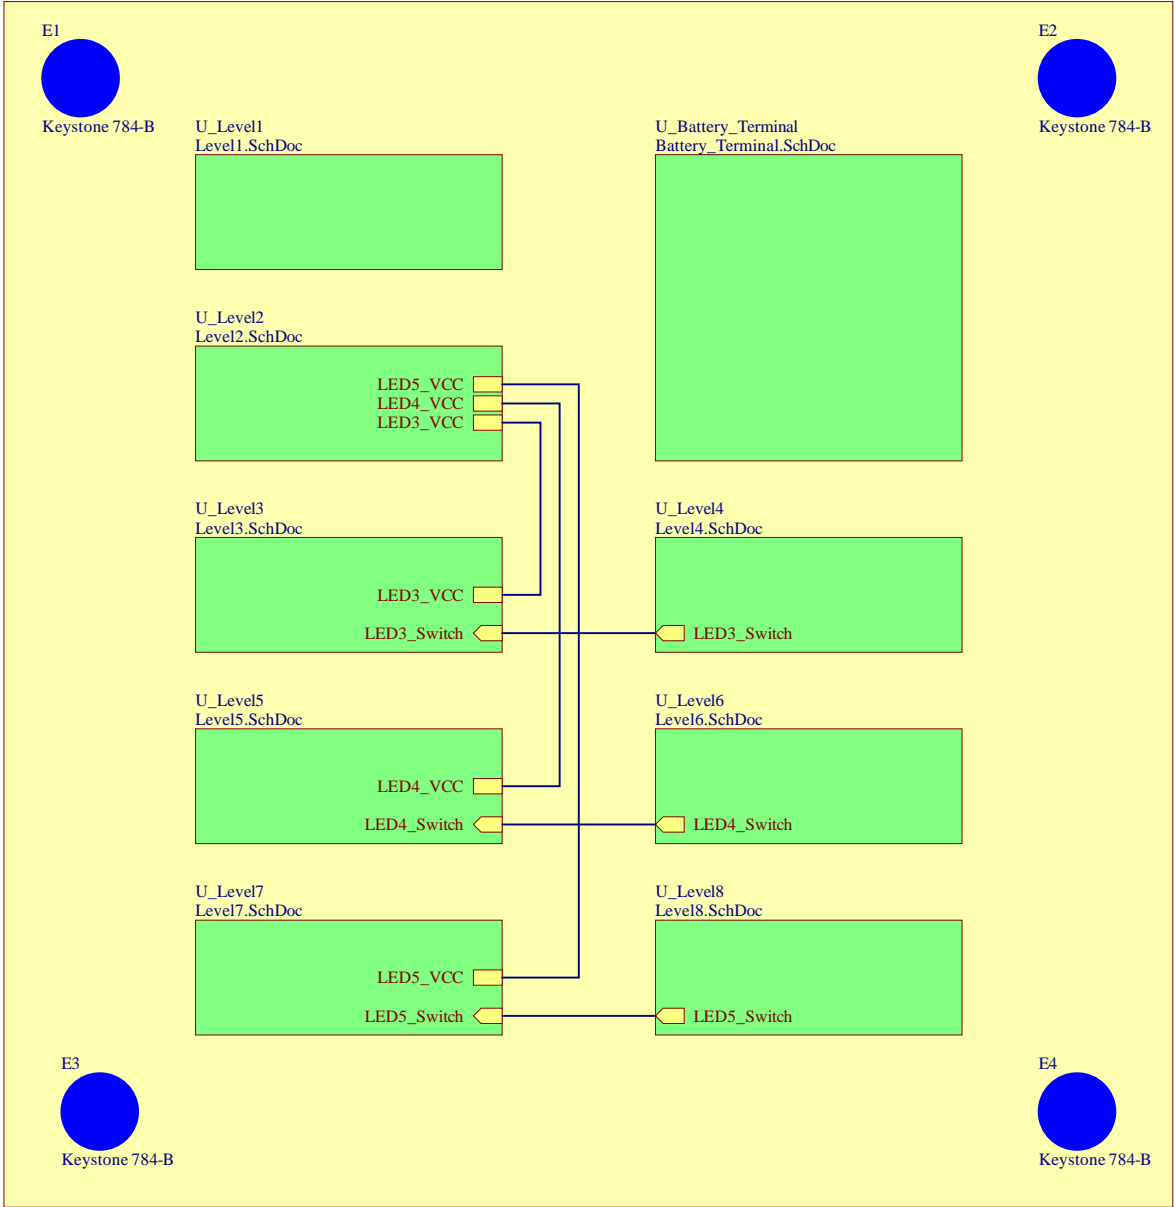 E1
Keystone 784-B
E2
Keystone 784-B
U_Level1
Level1.SchDoc
U_Battery_Terminal
Battery_Terminal.SchDoc
U_Level2
Level2.SchDoc
LED5_VCC
LED4_VCC
LED3_VCC
U_Level3
Level3.SchDoc
LED3_VCC
LED3_Switch
U_Level4
Level4.SchDoc
LED3_Switch
U_Level5
Level5.SchDoc
LED4_VCC
LED4_Switch
U_Level6
Level6.SchDoc
LED4_Switch
U_Level7
Level7.SchDoc
LED5_VCC
LED5_Switch
U_Level8
Level8.SchDoc
LED5_Switch
E3
Keystone 784-B
E4
Keystone 784-B